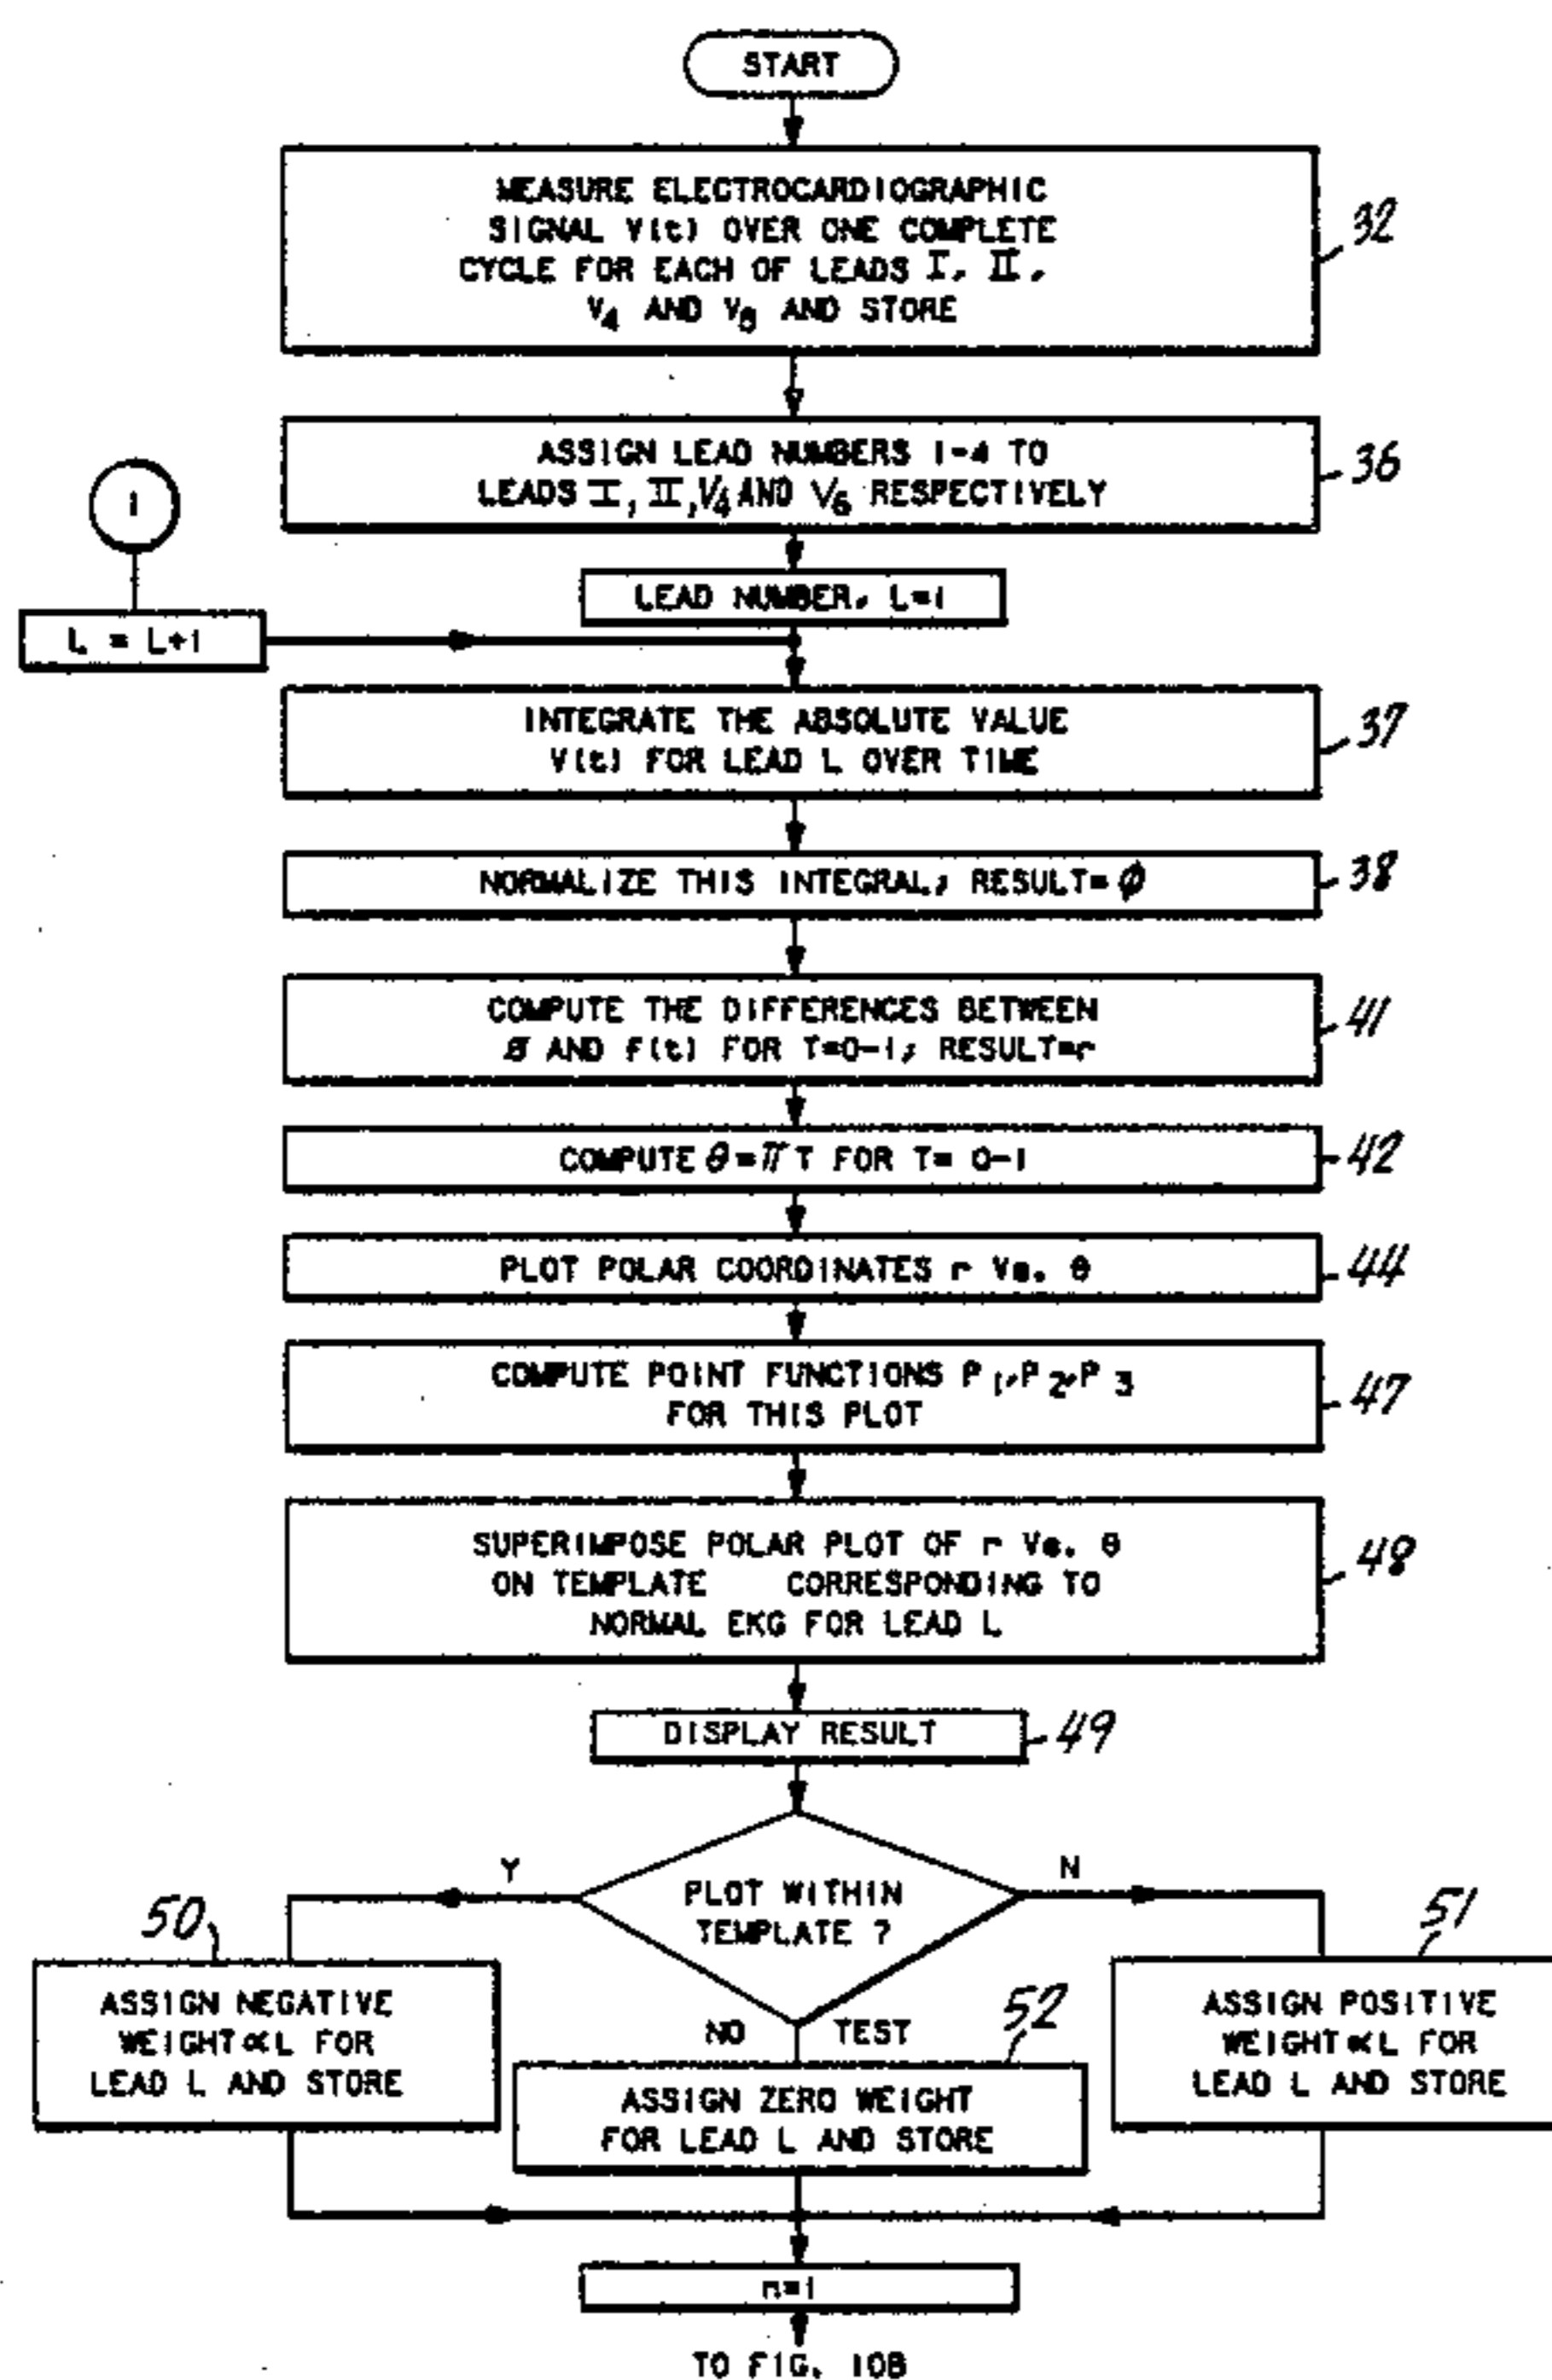 START
MEASURE ELECTROCARDIOGRAPHIC
SIGNAL V(t) OVER ONE COMPLETE
CYCLE FOR EACH OF LEADS I, II,
V4 AND V6 AND STORE
32
ASSIGN LEAD NUMBERS 1-4 TO
LEADS I, II, V4 AND V6 RESPECTIVELY
36
1
LEAD NUMBER, L=1
L = L+1
INTEGRATE THE ABSOLUTE VALUE
V(t) FOR LEAD L OVER TIME
37
NORMALIZE THIS INTEGRAL; RESULT= ϕ
38
COMPUTE THE DIFFERENCES BETWEEN
ø AND F(t) FOR T=0-1; RESULT=r
41
COMPUTE θ=π T FOR T= 0-1
42
PLOT POLAR COORDINATES r Vs. θ
44
COMPUTE POINT FUNCTIONS P1,P2,P3
FOR THIS PLOT
47
SUPERIMPOSE POLAR PLOT OF r Vs. θ
ON TEMPLATE CORRESPONDING TO
NORMAL EKG FOR LEAD L
48
DISPLAY RESULT
49
Y
N
PLOT WITHIN
TEMPLATE ?
50
ASSIGN NEGATIVE
WEIGHT∝L FOR
LEAD L AND STORE
NO TEST
52
ASSIGN ZERO WEIGHT
FOR LEAD L AND STORE
51
ASSIGN POSITIVE
WEIGHT∝L FOR
LEAD L AND STORE
n=1
TO FIG. 10B